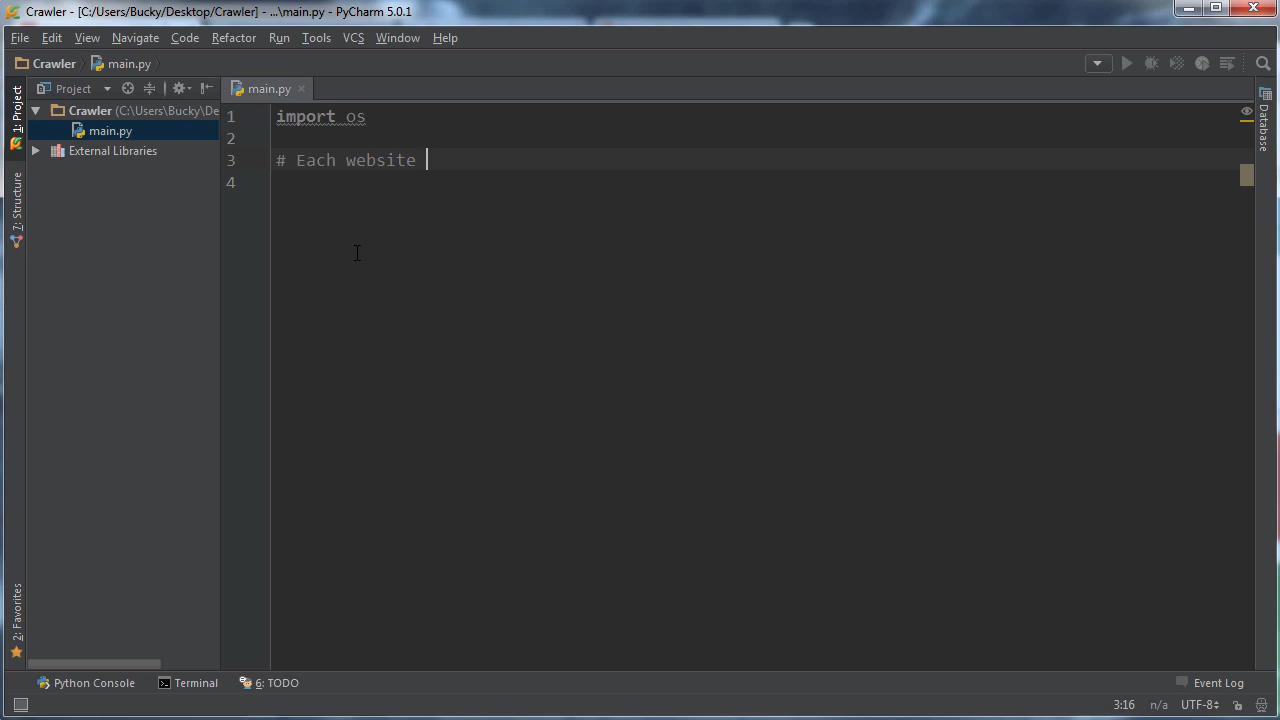 Crawler - [C:/Users/Bucky/Desktop/Crawler] - ...\main.py - PyCharm 5.0.1
File Edit View Navigate Code Refactor Run Tools VCS Window Help
Crawler main.py
1: Project
Project
main.py
Crawler (C:\Users\Bucky\De
main.py
External Libraries
7: Structure
2: Favorites
Database
1 import os
2
3 # Each website
4
Python Console Terminal 6: TODO Event Log
3:16 n/a UTF-8